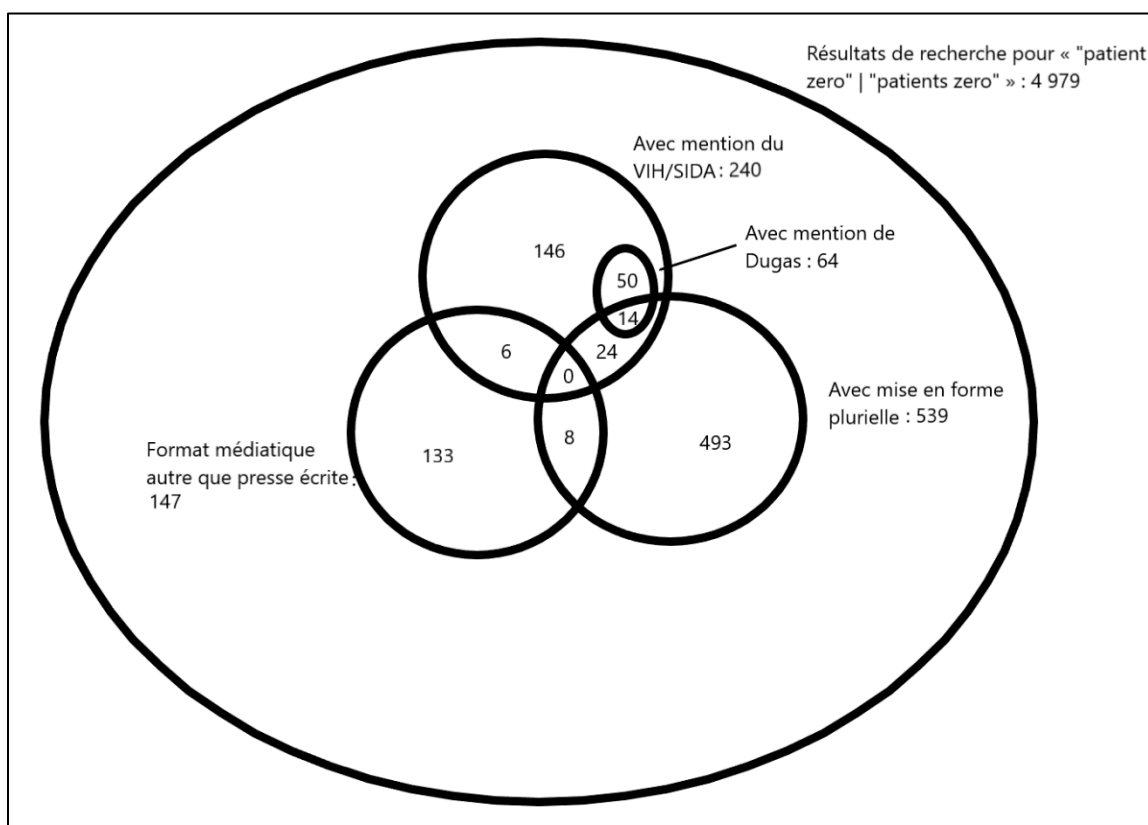 Résultats de recherche pour « "patient
zero" | "patients zero" » : 4 979
Avec mention du
VIH/SIDA : 240
Avec mention de
Dugas : 64
146
50
14
6
24
0
Avec mise en forme
plurielle : 539
Format médiatique
autre que presse écrite :
147
133
8
493